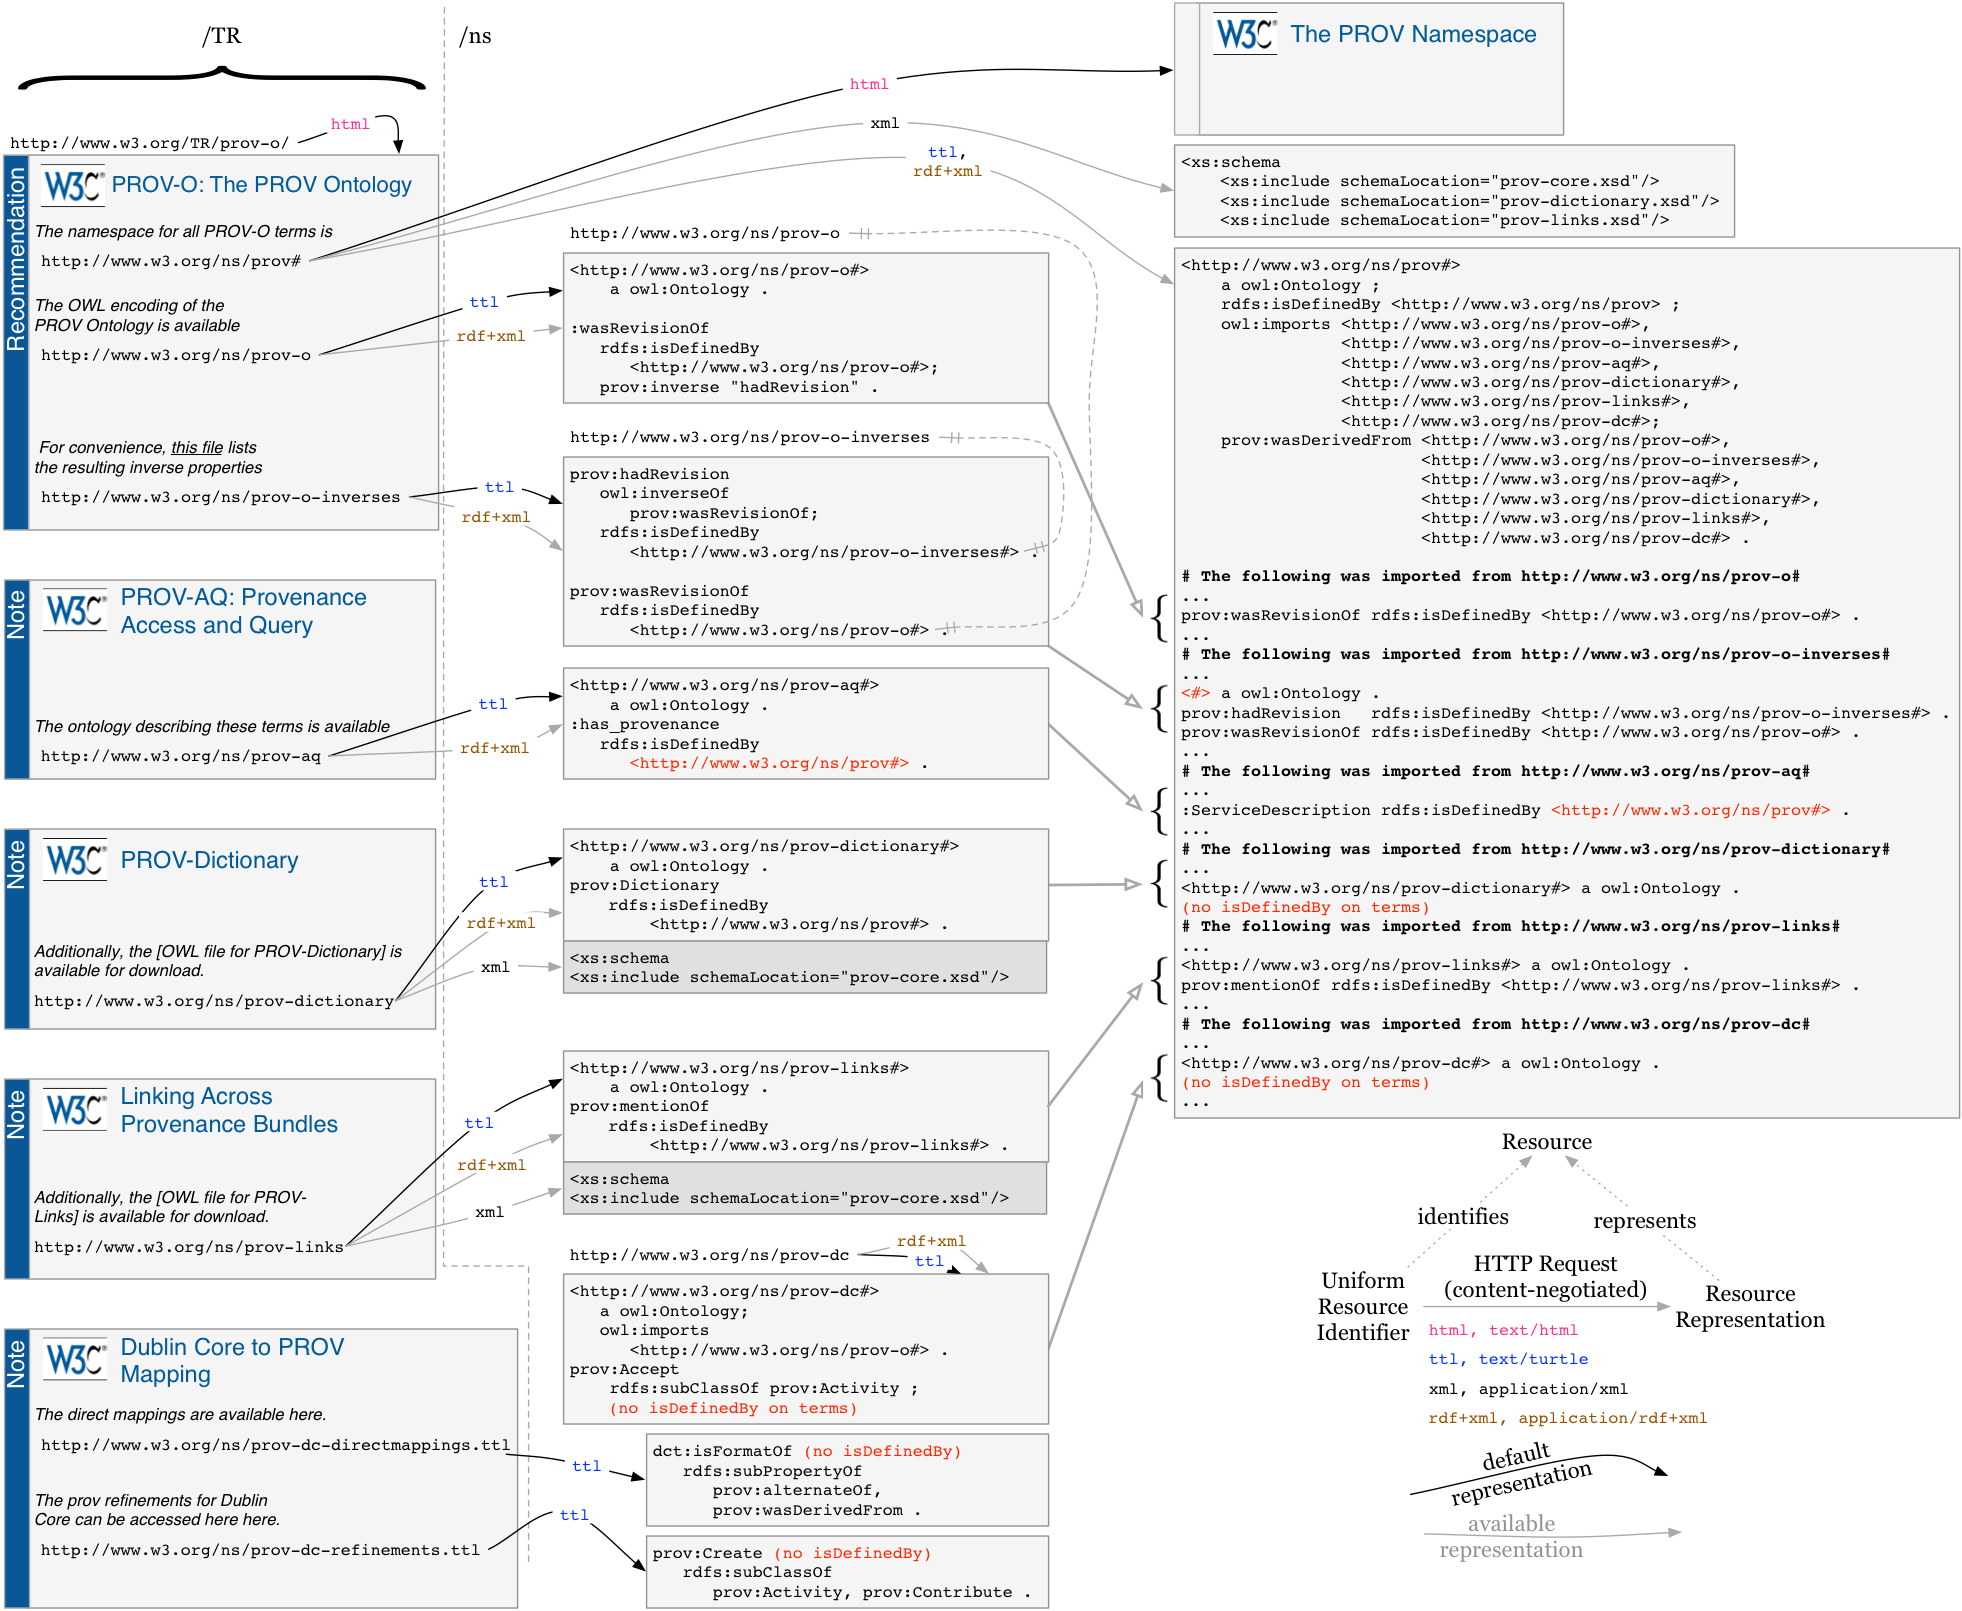 /TR
/ns
http://www.w3.org/TR/prov-o/
html
Recommendation
W3C®
PROV-O: The PROV Ontology
The namespace for all PROV-O terms is
http://www.w3.org/ns/prov#
The OWL encoding of the
PROV Ontology is available
http://www.w3.org/ns/prov-o
For convenience, this file lists
the resulting inverse properties
http://www.w3.org/ns/prov-o-inverses
Note
W3C®
PROV-AQ: Provenance
Access and Query
The ontology describing these terms is available
http://www.w3.org/ns/prov-aq
Note
W3C®
PROV-Dictionary
Additionally, the [OWL file for PROV-Dictionary] is
available for download.
http://www.w3.org/ns/prov-dictionary
Note
W3C®
Linking Across
Provenance Bundles
Additionally, the [OWL file for PROV-
Links] is available for download.
http://www.w3.org/ns/prov-links
Note
W3C®
Dublin Core to PROV
Mapping
The direct mappings are available here.
http://www.w3.org/ns/prov-dc-directmappings.ttl
The prov refinements for Dublin
Core can be accessed here here.
http://www.w3.org/ns/prov-dc-refinements.ttl
html
xml
ttl,
rdf+xml
ttl
rdf+xml
ttl
rdf+xml
ttl
rdf+xml
ttl
rdf+xml
xml
ttl
rdf+xml
xml
ttl
ttl
http://www.w3.org/ns/prov-o
<http://www.w3.org/ns/prov-o#>
a owl:Ontology .
:wasRevisionOf
rdfs:isDefinedBy
<http://www.w3.org/ns/prov-o#>;
prov:inverse "hadRevision" .
http://www.w3.org/ns/prov-o-inverses
prov:hadRevision
owl:inverseOf
prov:wasRevisionOf;
rdfs:isDefinedBy
<http://www.w3.org/ns/prov-o-inverses#> .
prov:wasRevisionOf
rdfs:isDefinedBy
<http://www.w3.org/ns/prov-o#> .
<http://www.w3.org/ns/prov-aq#>
a owl:Ontology .
:has_provenance
rdfs:isDefinedBy
<http://www.w3.org/ns/prov#> .
<http://www.w3.org/ns/prov-dictionary#>
a owl:Ontology .
prov:Dictionary
rdfs:isDefinedBy
<http://www.w3.org/ns/prov#> .
<xs:schema
<xs:include schemaLocation="prov-core.xsd"/>
<http://www.w3.org/ns/prov-links#>
a owl:Ontology .
prov:mentionOf
rdfs:isDefinedBy
<http://www.w3.org/ns/prov-links#> .
<xs:schema
<xs:include schemaLocation="prov-core.xsd"/>
http://www.w3.org/ns/prov-dc
rdf+xml
ttl
<http://www.w3.org/ns/prov-dc#>
a owl:Ontology;
owl:imports
<http://www.w3.org/ns/prov-o#> .
prov:Accept
rdfs:subClassOf prov:Activity ;
(no isDefinedBy on terms)
dct:isFormatOf (no isDefinedBy)
rdfs:subPropertyOf
prov:alternateOf,
prov:wasDerivedFrom .
prov:Create (no isDefinedBy)
rdfs:subClassOf
prov:Activity, prov:Contribute .
W3C®
The PROV Namespace
<xs:schema
<xs:include schemaLocation="prov-core.xsd"/>
<xs:include schemaLocation="prov-dictionary.xsd"/>
<xs:include schemaLocation="prov-links.xsd"/>
<http://www.w3.org/ns/prov#>
a owl:Ontology ;
rdfs:isDefinedBy <http://www.w3.org/ns/prov> ;
owl:imports <http://www.w3.org/ns/prov-o#>,
<http://www.w3.org/ns/prov-o-inverses#>,
<http://www.w3.org/ns/prov-aq#>,
<http://www.w3.org/ns/prov-dictionary#>,
<http://www.w3.org/ns/prov-links#>,
<http://www.w3.org/ns/prov-dc#>;
prov:wasDerivedFrom <http://www.w3.org/ns/prov-o#>,
<http://www.w3.org/ns/prov-o-inverses#>,
<http://www.w3.org/ns/prov-aq#>,
<http://www.w3.org/ns/prov-dictionary#>,
<http://www.w3.org/ns/prov-links#>,
<http://www.w3.org/ns/prov-dc#> .
# The following was imported from http://www.w3.org/ns/prov-o#
...
prov:wasRevisionOf rdfs:isDefinedBy <http://www.w3.org/ns/prov-o#> .
...
# The following was imported from http://www.w3.org/ns/prov-o-inverses#
...
<#> a owl:Ontology .
prov:hadRevision rdfs:isDefinedBy <http://www.w3.org/ns/prov-o-inverses#> .
prov:wasRevisionOf rdfs:isDefinedBy <http://www.w3.org/ns/prov-o#> .
...
# The following was imported from http://www.w3.org/ns/prov-aq#
...
:ServiceDescription rdfs:isDefinedBy <http://www.w3.org/ns/prov#> .
...
# The following was imported from http://www.w3.org/ns/prov-dictionary#
...
<http://www.w3.org/ns/prov-dictionary#> a owl:Ontology .
(no isDefinedBy on terms)
# The following was imported from http://www.w3.org/ns/prov-links#
...
<http://www.w3.org/ns/prov-links#> a owl:Ontology .
prov:mentionOf rdfs:isDefinedBy <http://www.w3.org/ns/prov-links#> .
...
# The following was imported from http://www.w3.org/ns/prov-dc#
...
<http://www.w3.org/ns/prov-dc#> a owl:Ontology .
(no isDefinedBy on terms)
...
Resource
identifies
represents
HTTP Request
(content-negotiated)
Uniform
Resource
Identifier
Resource
Representation
html, text/html
ttl, text/turtle
xml, application/xml
rdf+xml, application/rdf+xml
default
representation
available
representation